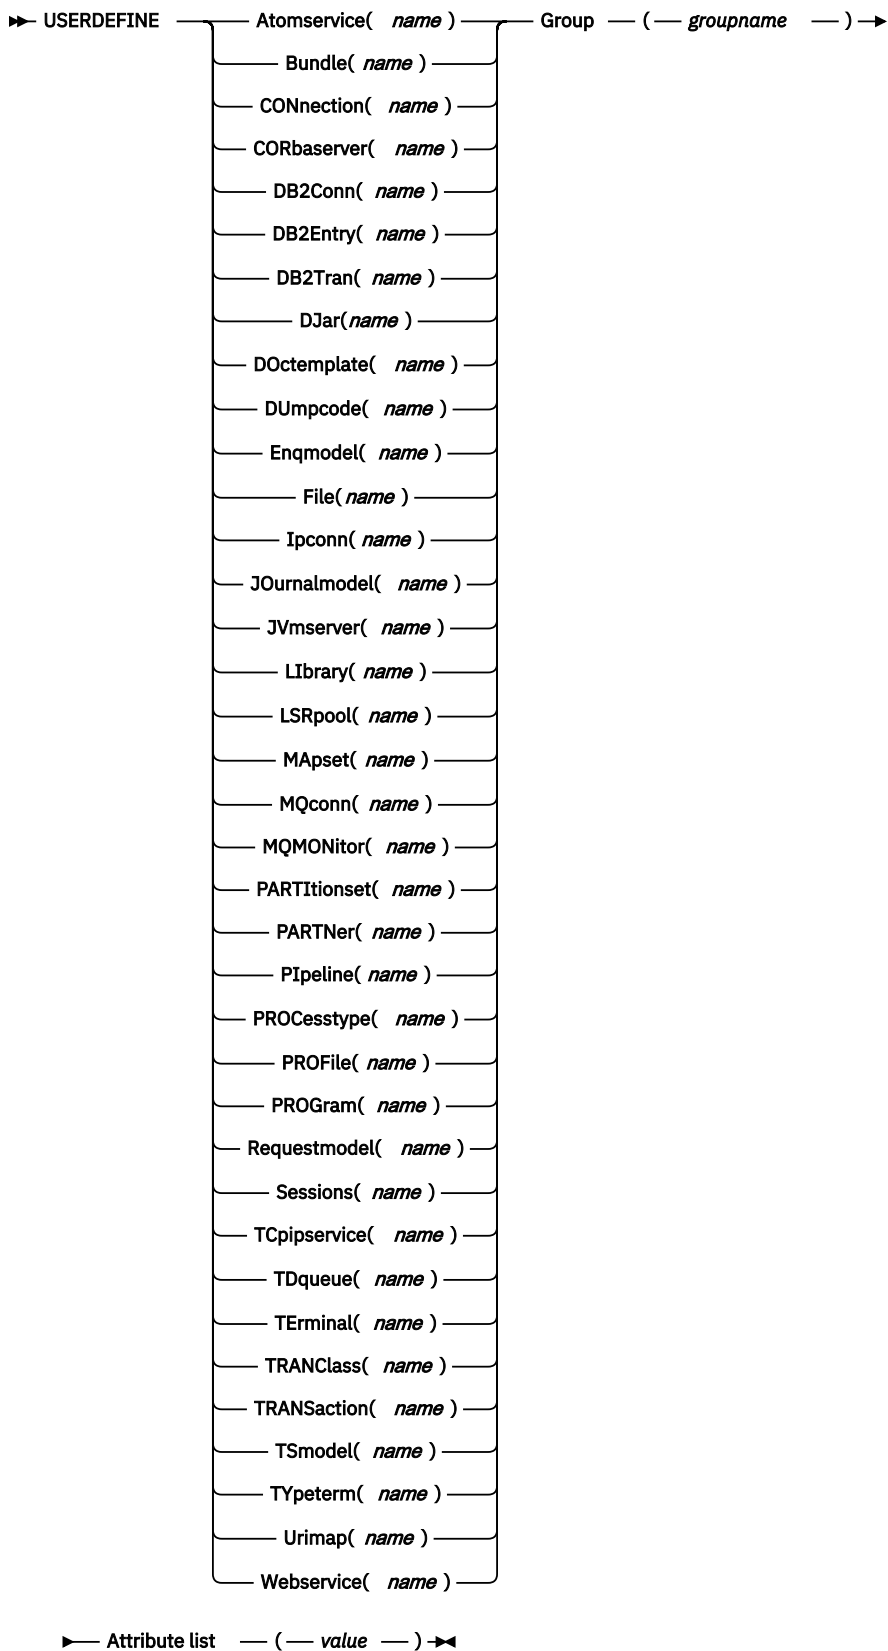 USERDEFINE Atomservice( name ) Group ( groupname )
Bundle( name )
CONnection( name )
CORbaserver( name )
DB2Conn( name )
DB2Entry( name )
DB2Tran( name )
DJar(name )
DOctemplate( name )
DUmpcode( name )
Enqmodel( name )
File( name )
Ipconn( name )
JOurnalmodel( name )
JVmserver( name )
LIbrary( name )
LSRpool( name )
MApset( name )
MQconn( name )
MQMONitor( name )
PARTItionset( name )
PARTNer( name )
PIpeline( name )
PROCesstype( name )
PROFile( name )
PROGram( name )
Requestmodel( name )
Sessions( name )
TCpipservice( name )
TDqueue( name )
TErminal( name )
TRANClass( name )
TRANSaction( name )
TSmodel( name )
TYpeterm( name )
Urimap( name )
Webservice( name )
Attribute list ( value )